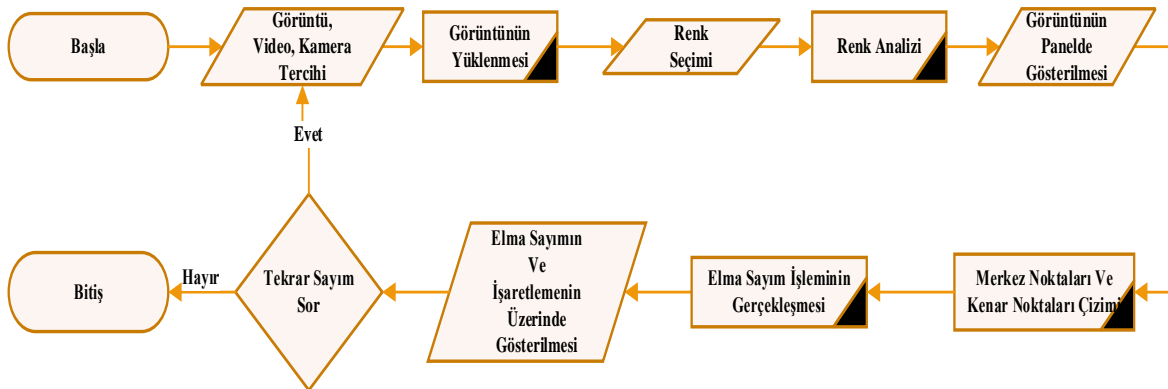 Başla
Görüntü,
Video, Kamera
Tercihi
Görüntünün
Yüklenmesi
Renk
Seçimi
Renk Analizi
Görüntünün
Panelde
Gösterilmesi
Merkez Noktaları Ve
Kenar Noktaları Çizimi
Elma Sayım İşleminin
Gerçekleşmesi
Elma Sayımın
Ve
İşaretlemenin
Üzerinde
Gösterilmesi
Tekrar Sayım
Sor
Evet
Hayır
Bitiş